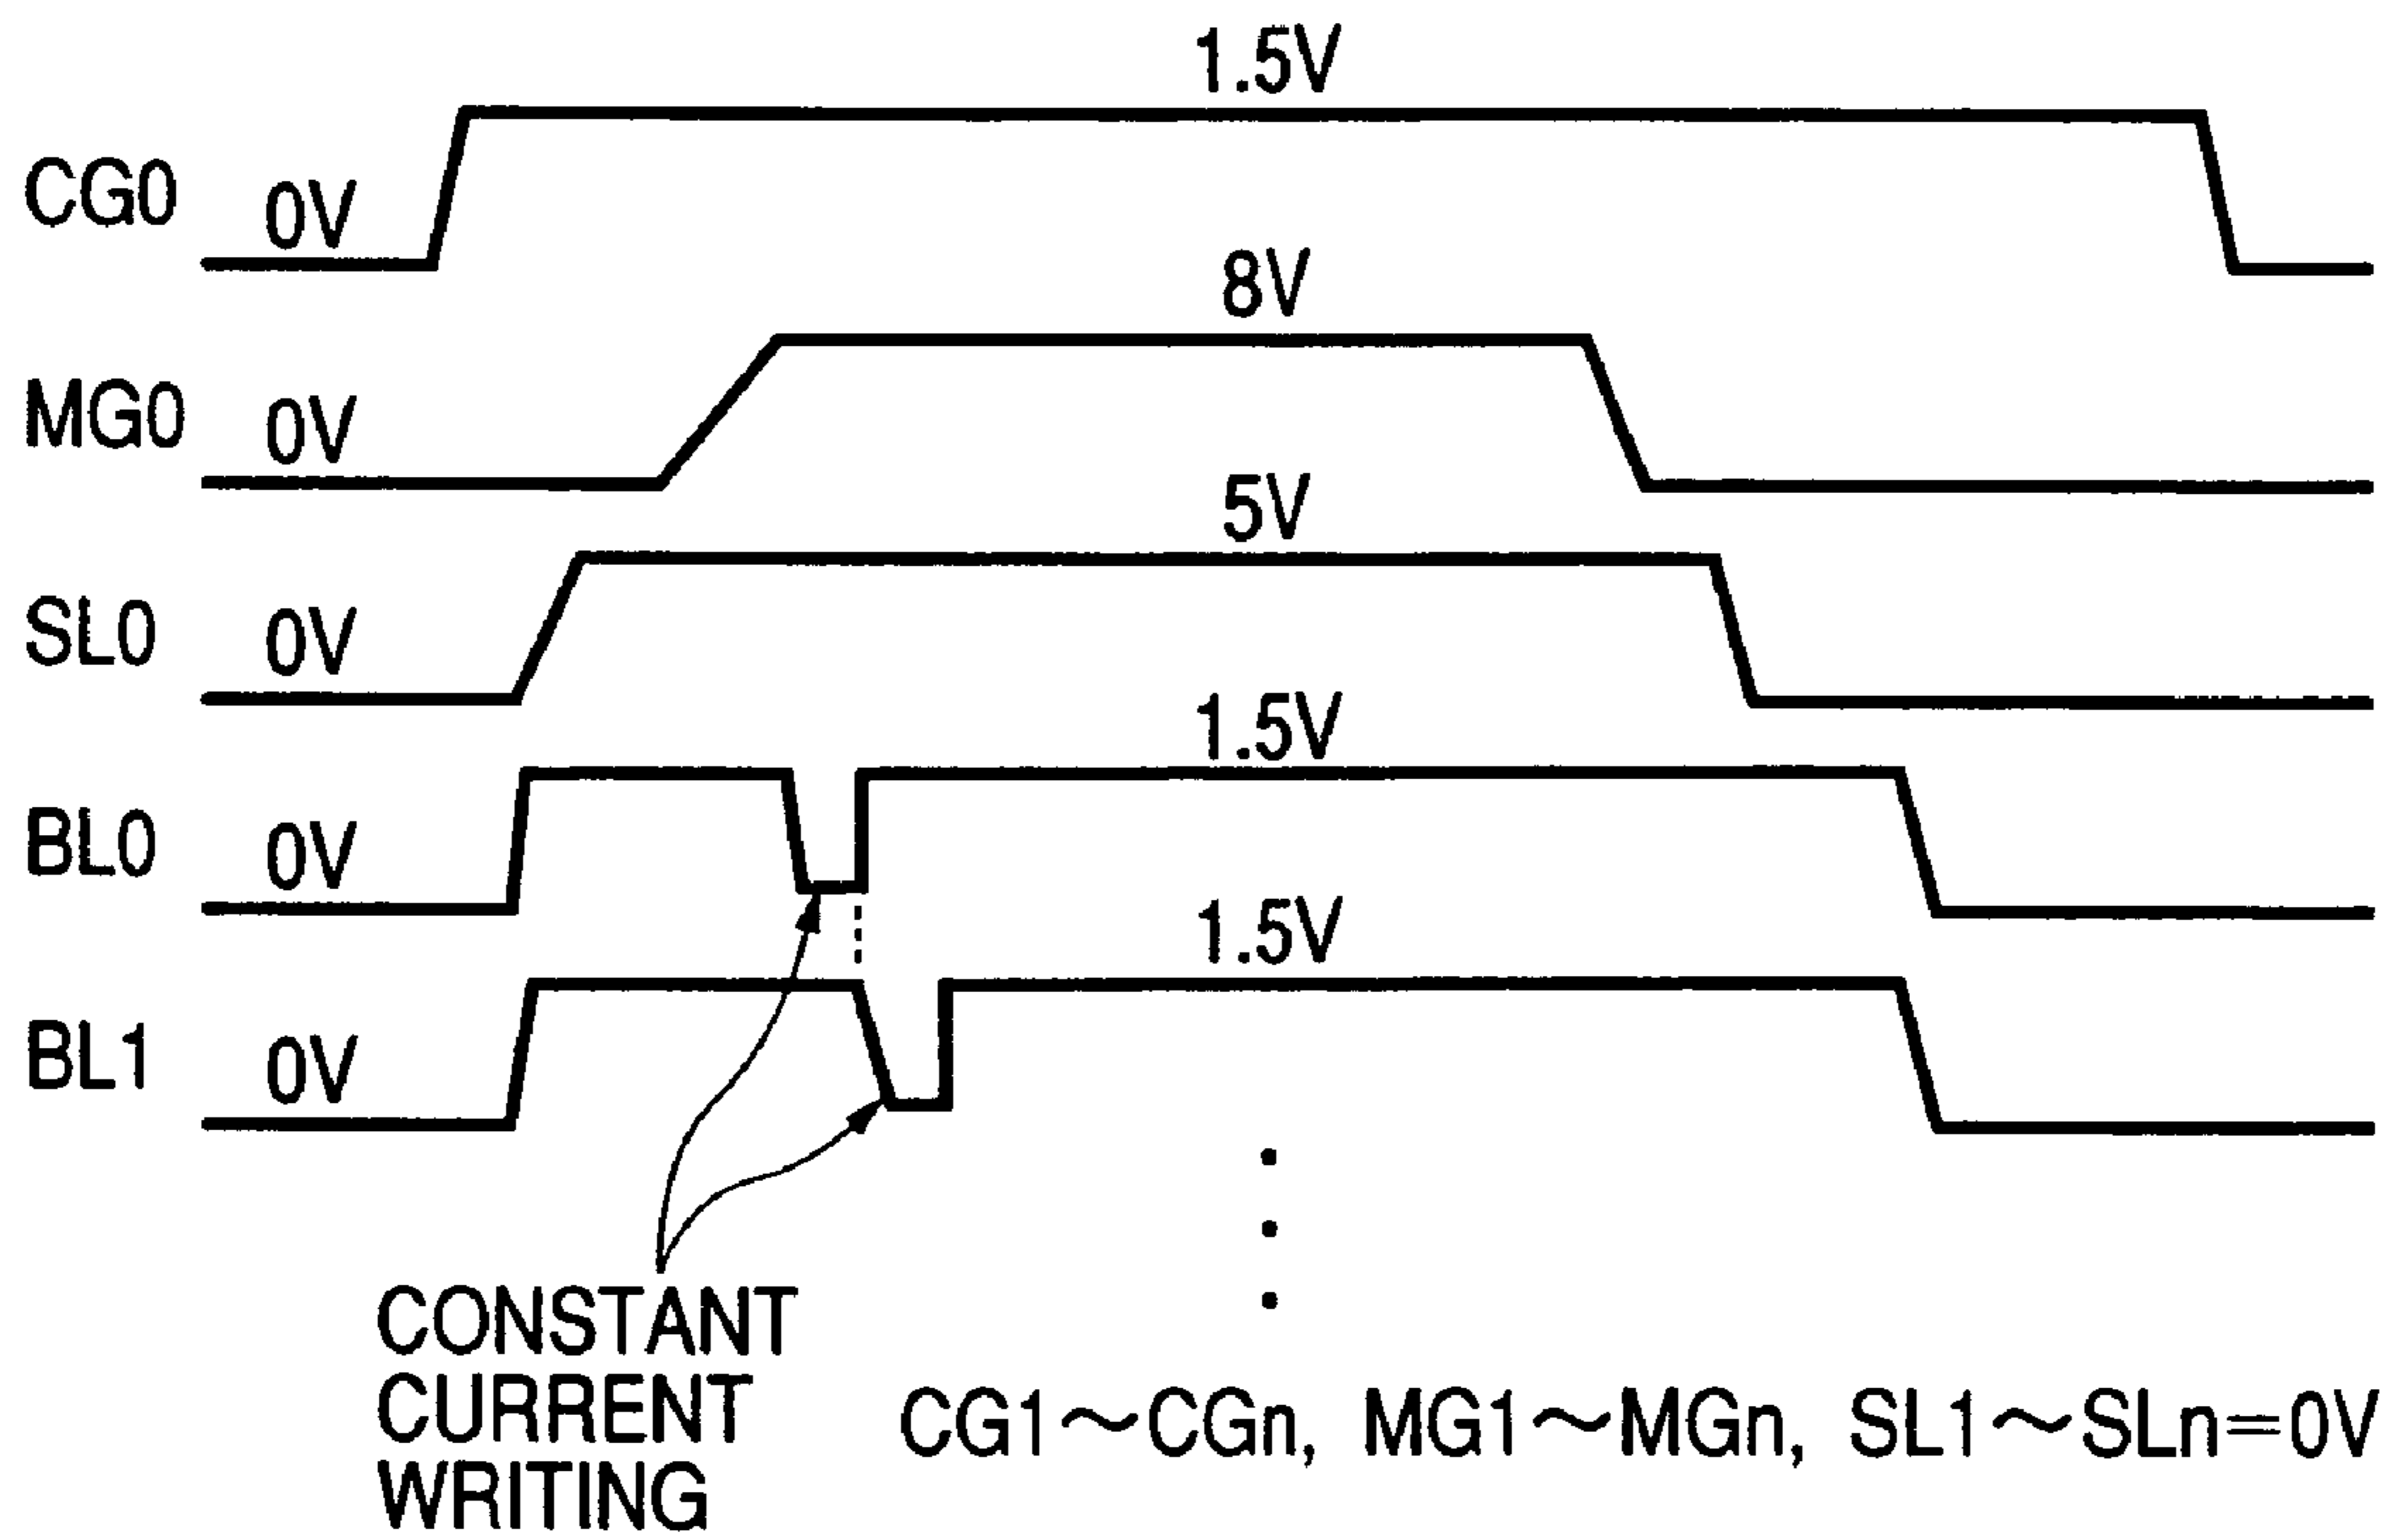 1.5V
CG0 0V
8V
MG0 0V
5V
SL0 0V
1.5V
BL0 0V
1.5V
BL1 0V
CONSTANT
CURRENT
WRITING
CG1～CGn, MG1～MGn, SL1～SLn=0V